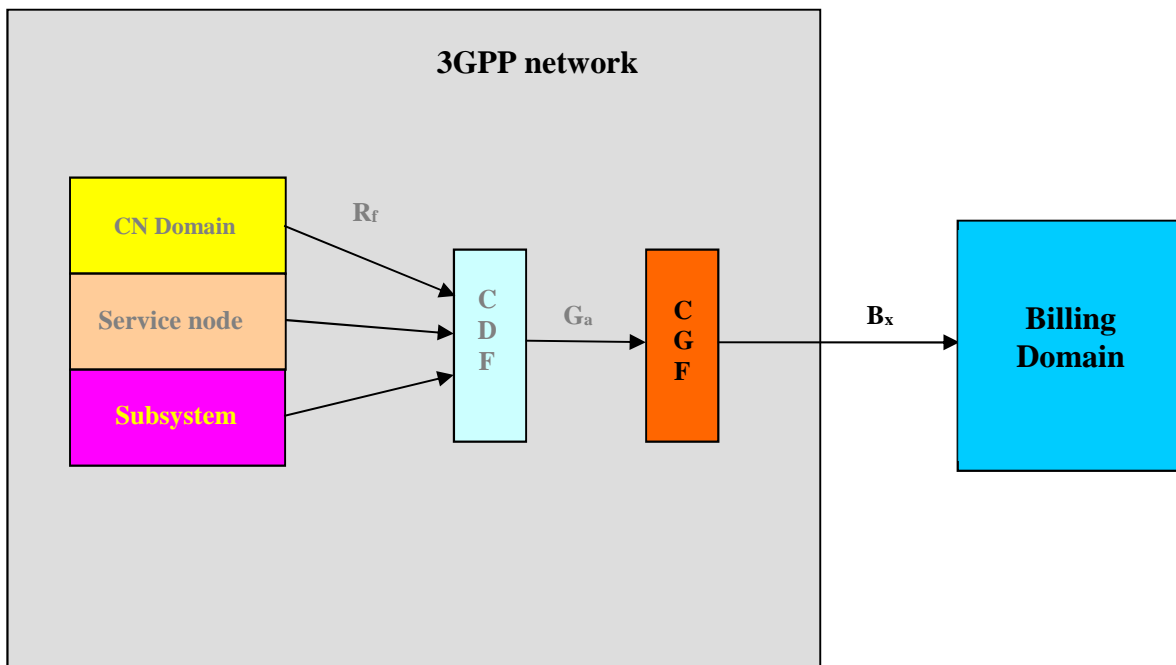 3GPP network
CN Domain
Service node
Subsystem
Rf
C
D
F
Ga
C
G
F
Bx
Billing
Domain